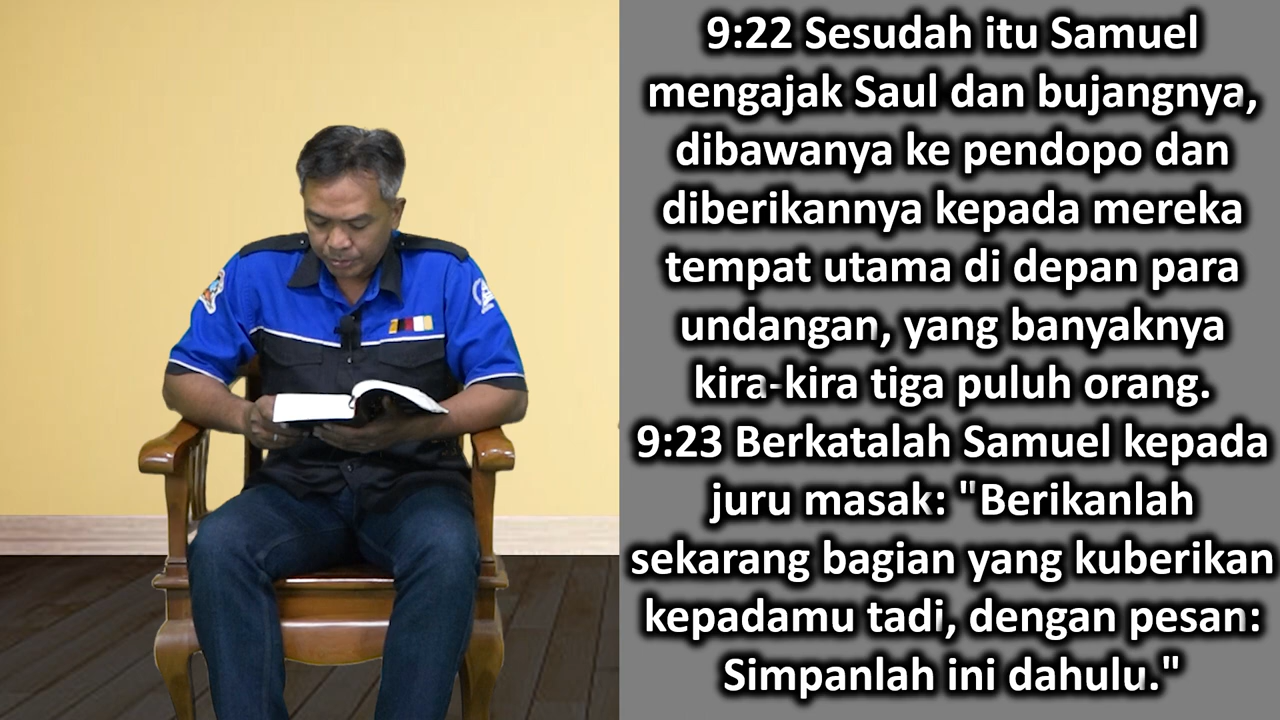 9:22 Sesudah itu Samuel
mengajak Saul dan bujangnya,
dibawanya ke pendopo dan
diberikannya kepada mereka
tempat utama di depan para
undangan, yang banyaknya
kira-kira tiga puluh orang.
9:23 Berkatalah Samuel kepada
juru masak: "Berikanlah
sekarang bagian yang kuberikan
kepadamu tadi, dengan pesan:
Simpanlah ini dahulu."